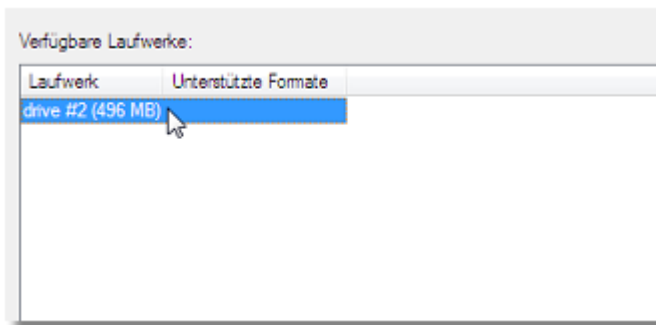 Verfügbare Laufwerke:
Laufwerk Unterstützte Formate
drive #2 (496 MB)